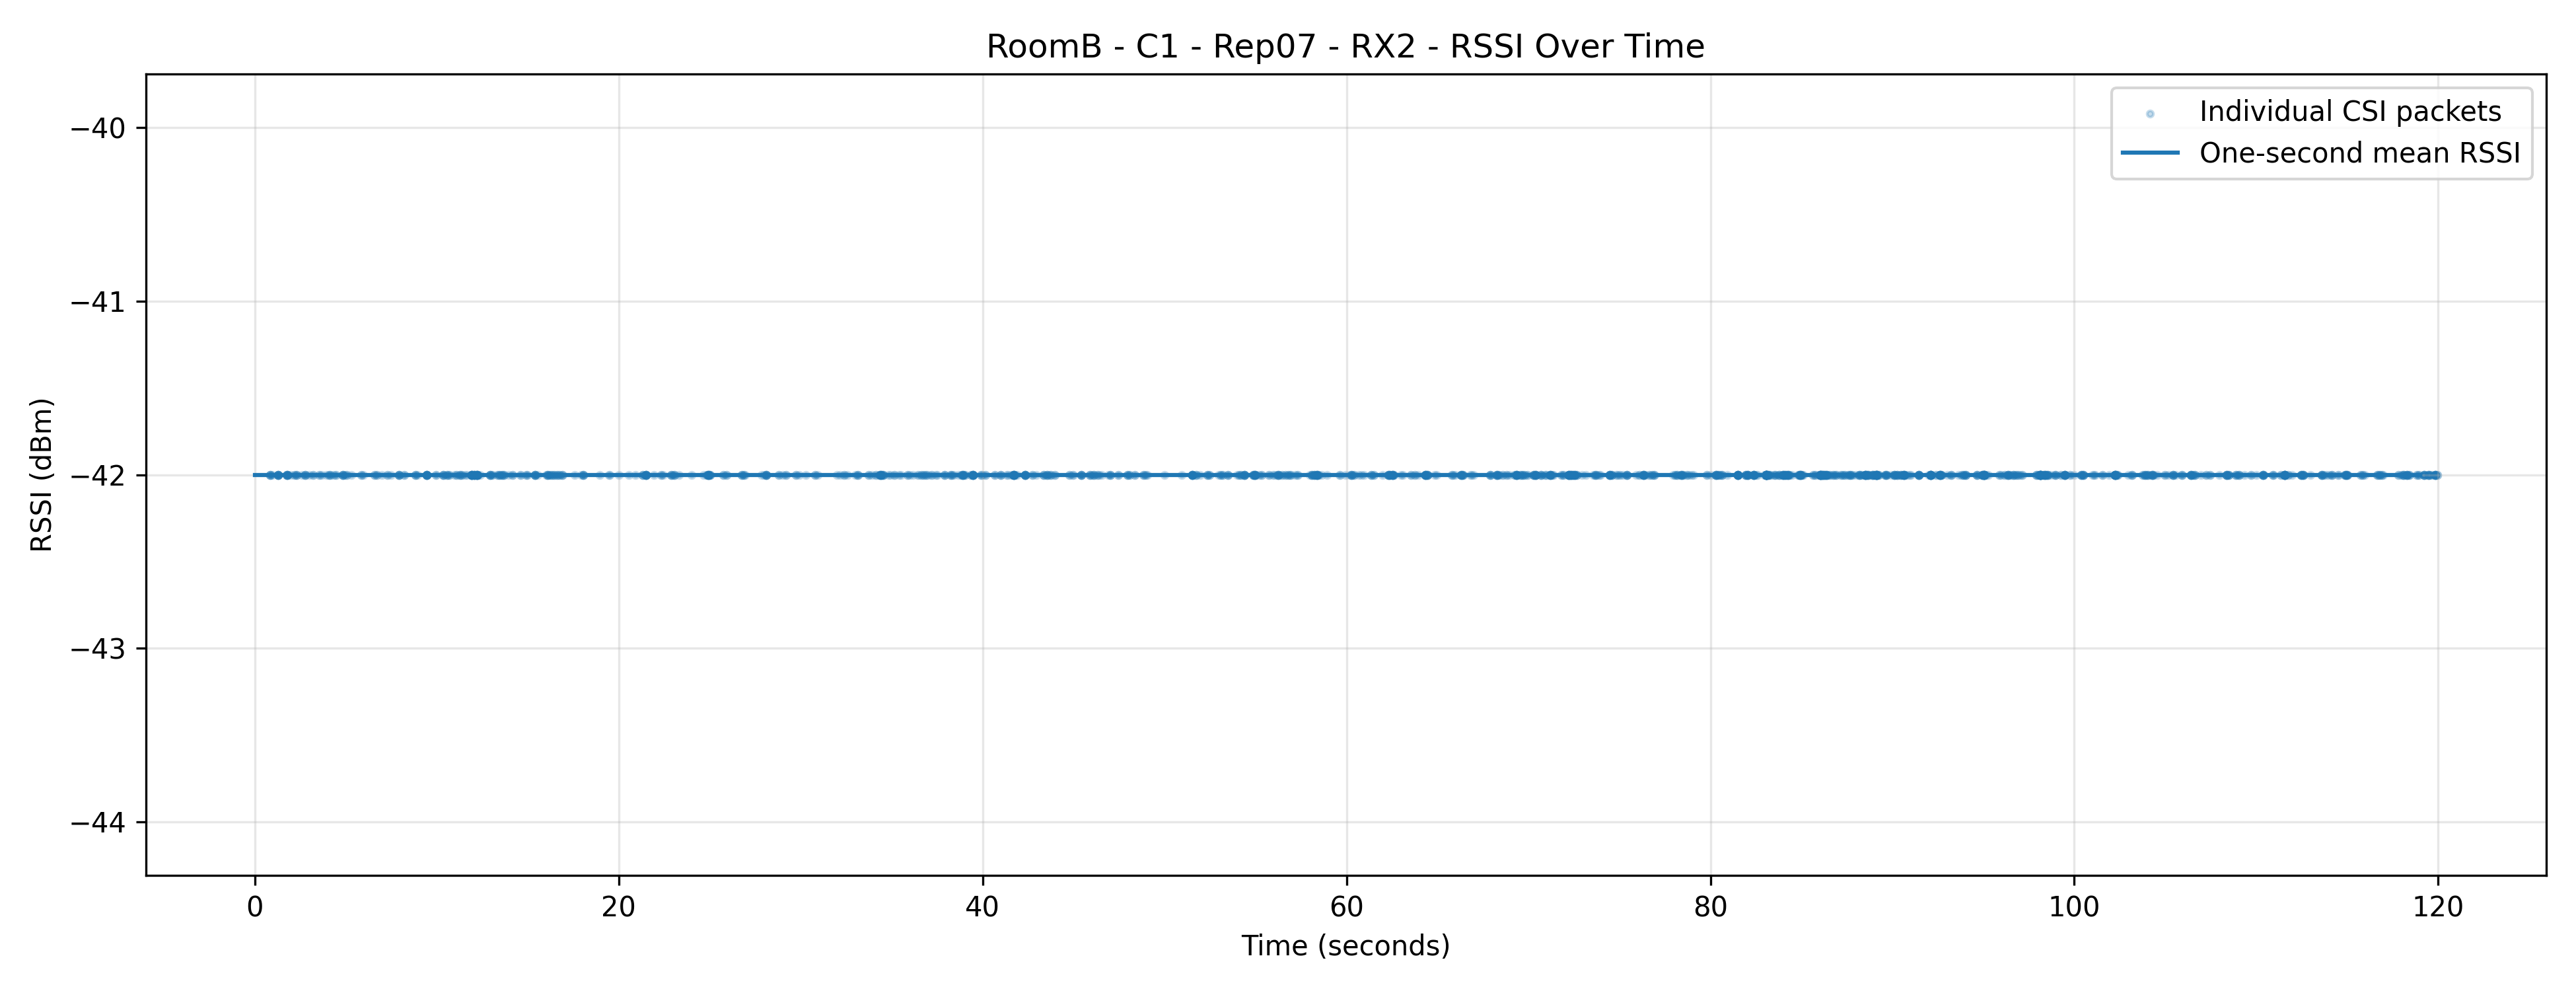 RoomB - C1 - Rep07 - RX2 - RSSI Over Time
Individual CSI packets
One-second mean RSSI
RSSI (dBm)
−40
−41
−42
−43
−44
0 20 40 60 80 100 120
Time (seconds)